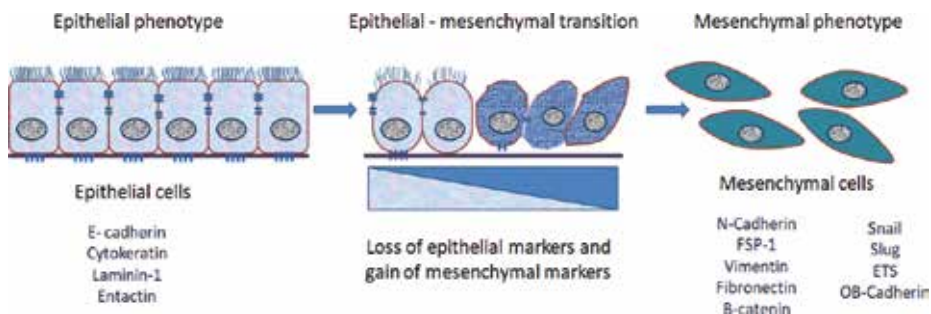 Epithelial phenotype
Epithelial - mesenchymal transition
Mesenchymal phenotype
Epithelial cells
E- cadherin
Cytokeratin
Laminin-1
Entactin
Loss of epithelial markers and
gain of mesenchymal markers
Mesenchymal cells
N-Cadherin
FSP-1
Vimentin
Fibronectin
B-catenin
Snail
Slug
ETS
OB-Cadherin